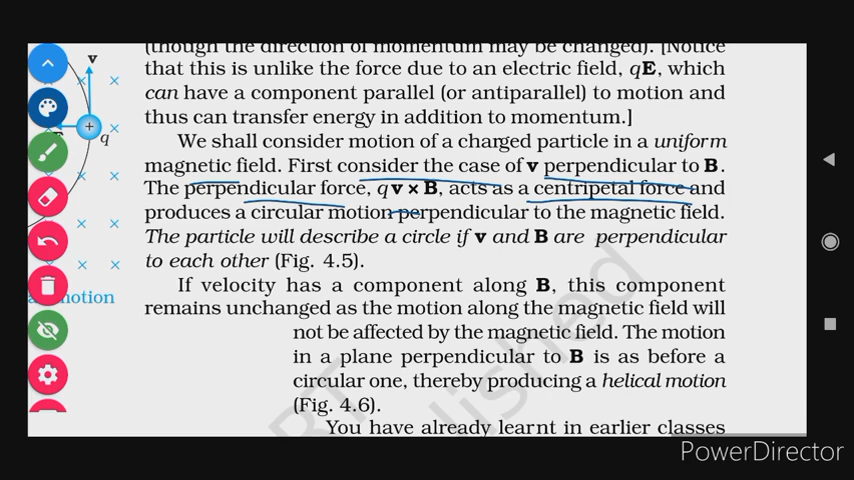 (though the direction of momentum may be changed). [Notice
that this is unlike the force due to an electric field, qE, which
can have a component parallel (or antiparallel) to motion and
thus can transfer energy in addition to momentum.]
We shall consider motion of a charged particle in a uniform
magnetic field. First consider the case of v perpendicular to B.
The perpendicular force, q v × B, acts as a centripetal force and
produces a circular motion perpendicular to the magnetic field.
The particle will describe a circle if v and B are perpendicular
to each other (Fig. 4.5).
If velocity has a component along B, this component
remains unchanged as the motion along the magnetic field will
not be affected by the magnetic field. The motion
in a plane perpendicular to B is as before a
circular one, thereby producing a helical motion
(Fig. 4.6).
You have already learnt in earlier classes
v
+
q
motion
PowerDirector